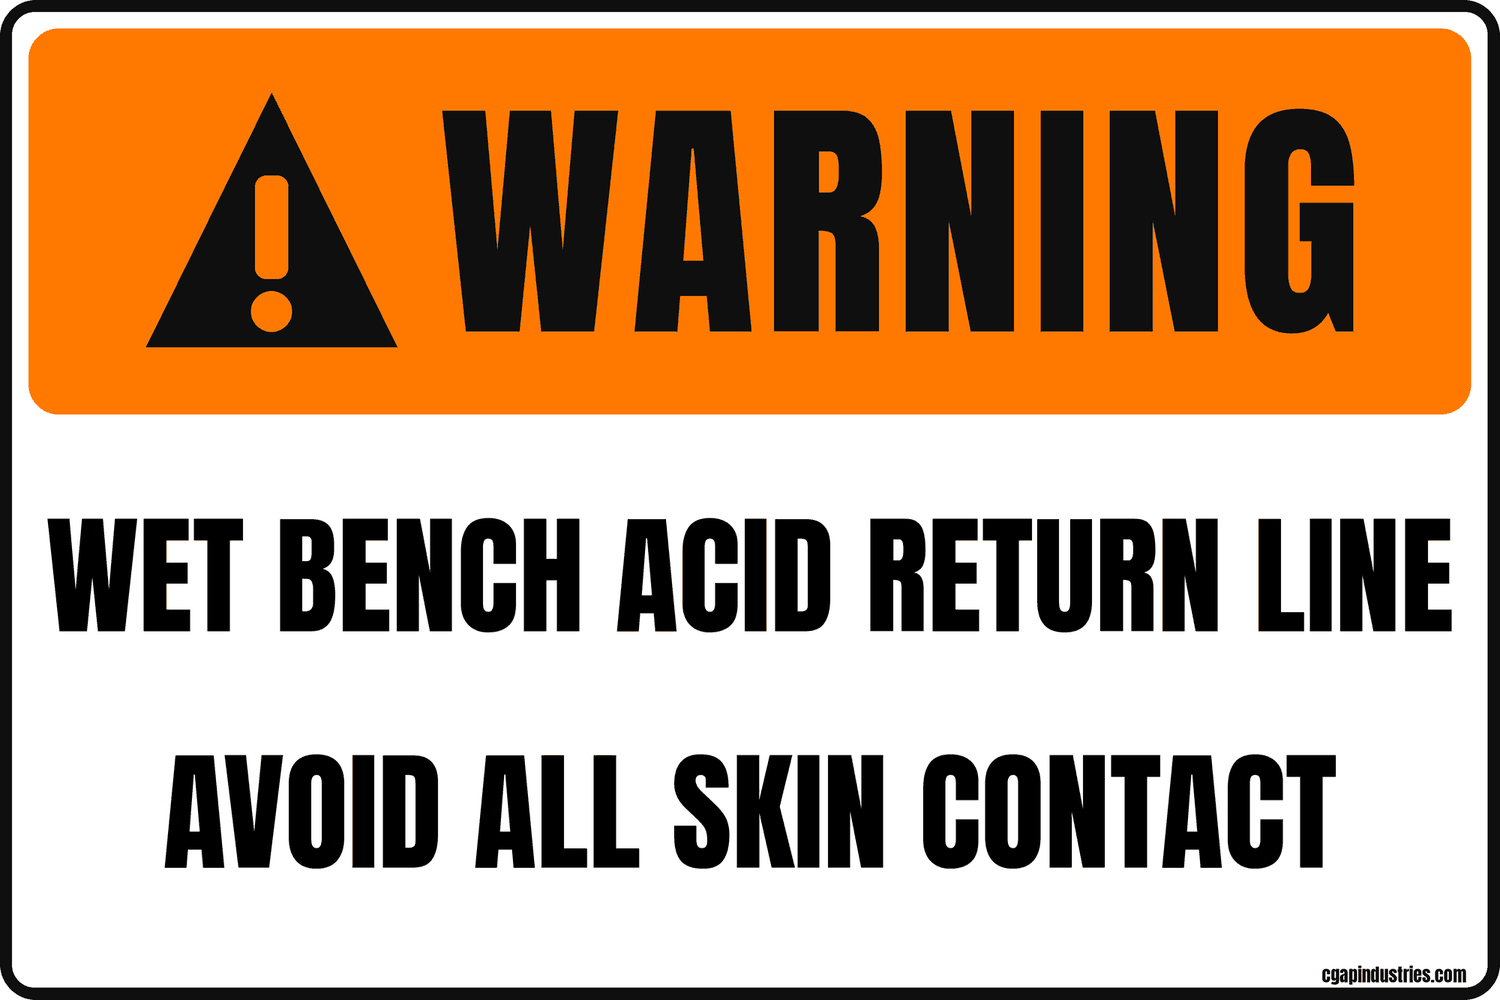 WARNING
WET BENCH ACID RETURN LINE
AVOID ALL SKIN CONTACT
cgapindustries.com